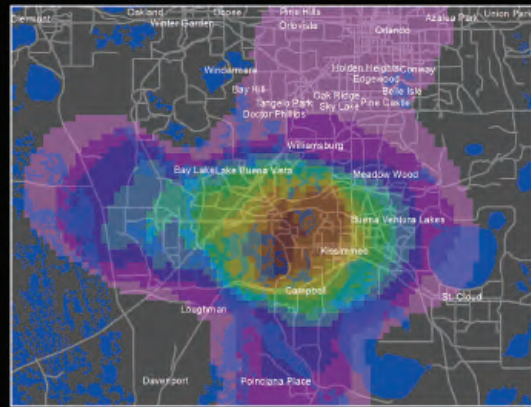 Clermont
Oakland
Ocoee
Pine Hills
Azalea Park
Union Pa
Winter Garden
Orlovista
Orlando
Windermere
Holden Heights
Conway
Edgewood
Bay Hill
Oak Ridge
Belle Isle
Tangelo Park
Sky Lake
Pine Castle
Doctor Phillips
Williamsburg
Bay Lake
Lake Buena Vista
Meadow Wood
Buena Ventura Lakes
Kissimmee
Campbell
St. Cloud
Loughman
Davenport
Poinciana Place